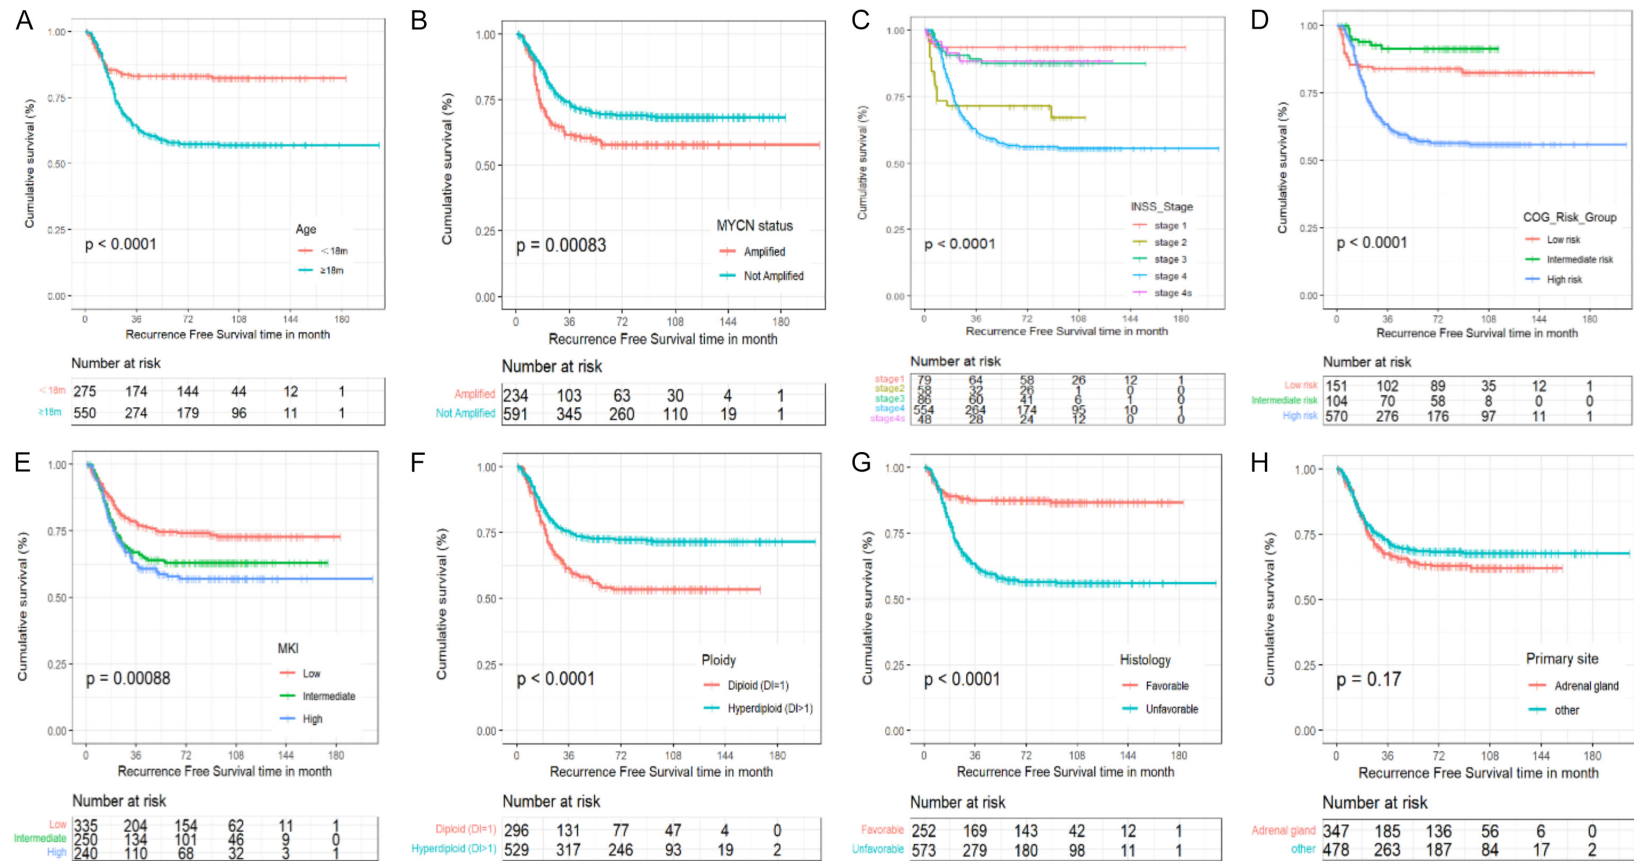 A
1.00
0.75
0.50
0.25
0.00
Cumulative survival (%)
p < 0.0001
Age
<18m
≥18m
0 36 72 108 144 180
Recurrence Free Survival time in month
Number at risk
<18m 275 174 144 44 12 1
≥18m 550 274 179 96 11 1
B
1.00
0.75
0.50
0.25
0.00
Cumulative survival (%)
p = 0.00083
MYCN status
Amplified
Not Amplified
0 36 72 108 144 180
Recurrence Free Survival time in month
Number at risk
Amplified 234 103 63 30 4 1
Not Amplified 591 345 260 110 19 1
C
1.00
0.75
0.50
0.25
0.00
Cumulative survival (%)
p < 0.0001
INSS_Stage
stage 1
stage 2
stage 3
stage 4
stage 4s
0 36 72 108 144 180
Recurrence Free Survival time in month
Number at risk
stage1 79 64 58 26 12 1
stage2 58 32 26 1 0 0
stage3 86 60 41 6 1 0
stage4 554 264 174 95 10 1
stage4s 48 28 24 12 0 0
D
1.00
0.75
0.50
0.25
0.00
Cumulative survival (%)
p < 0.0001
COG_Risk_Group
Low risk
Intermediate risk
High risk
0 36 72 108 144 180
Recurrence Free Survival time in month
Number at risk
Low risk 151 102 89 35 12 1
Intermediate risk 104 70 58 8 0 0
High risk 570 276 176 97 11 1
E
1.00
0.75
0.50
0.25
0.00
Cumulative survival (%)
p = 0.00088
MKI
Low
Intermediate
High
0 36 72 108 144 180
Recurrence Free Survival time in month
Number at risk
Low 335 204 154 62 11 1
Intermediate 250 134 101 46 9 0
High 240 110 68 32 3 1
F
1.00
0.75
0.50
0.25
0.00
Cumulative survival (%)
p < 0.0001
Ploidy
Diploid (DI=1)
Hyperdiploid (DI>1)
0 36 72 108 144 180
Recurrence Free Survival time in month
Number at risk
Diploid (DI=1) 296 131 77 47 4 0
Hyperdiploid (DI>1) 529 317 246 93 19 2
G
1.00
0.75
0.50
0.25
0.00
Cumulative survival (%)
p < 0.0001
Histology
Favorable
Unfavorable
0 36 72 108 144 180
Recurrence Free Survival time in month
Number at risk
Favorable 252 169 143 42 12 1
Unfavorable 573 279 180 98 11 1
H
1.00
0.75
0.50
0.25
0.00
Cumulative survival (%)
p = 0.17
Primary site
Adrenal gland
other
0 36 72 108 144 180
Recurrence Free Survival time in month
Number at risk
Adrenal gland 347 185 136 56 6 0
other 478 263 187 84 17 2